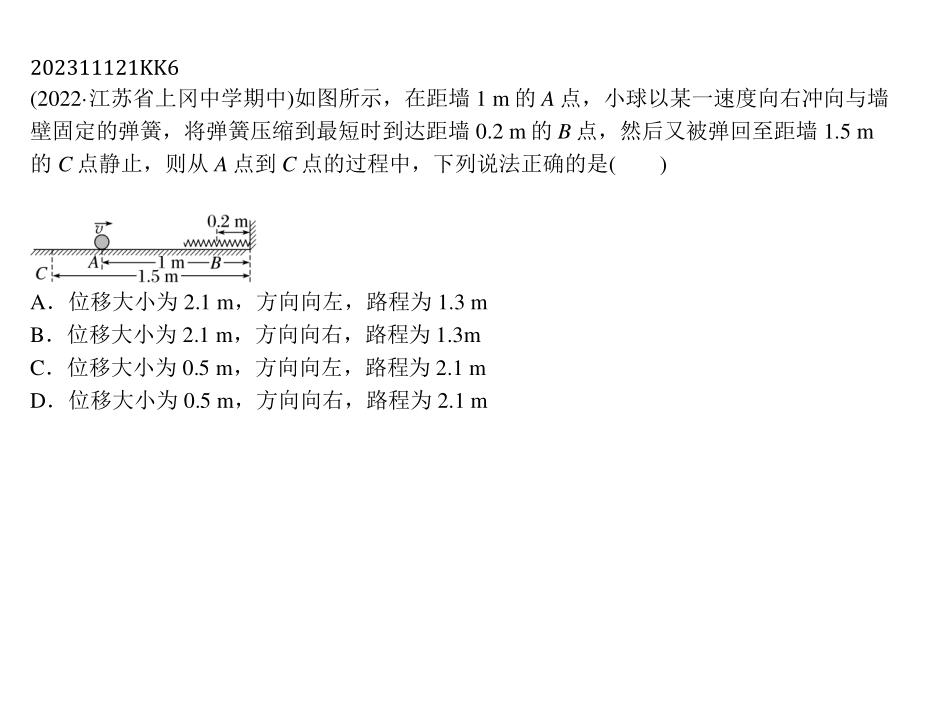 202311121KK6
(2022·江苏省上冈中学期中)如图所示，在距墙 1 m 的 A 点，小球以某一速度向右冲向与墙
壁固定的弹簧，将弹簧压缩到最短时到达距墙 0.2 m 的 B 点，然后又被弹回至距墙 1.5 m
的 C 点静止，则从 A 点到 C 点的过程中，下列说法正确的是(　　)
v 0.2 m
A 1 m B
C 1.5 m
A．位移大小为 2.1 m，方向向左，路程为 1.3 m
B．位移大小为 2.1 m，方向向右，路程为 1.3m
C．位移大小为 0.5 m，方向向左，路程为 2.1 m
D．位移大小为 0.5 m，方向向右，路程为 2.1 m